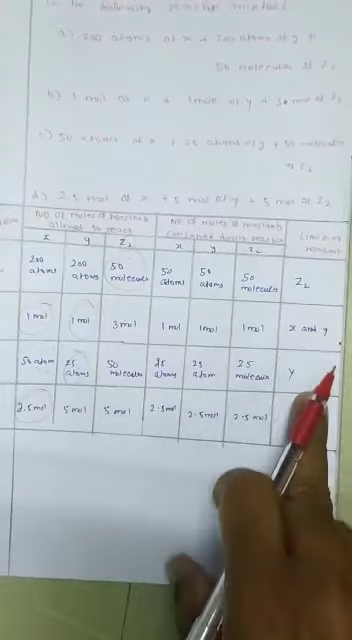 a) 200 atoms of x + 200 atoms of y +
50 molecules of Z₂
b) 1 mol of x + 1 mole of y + 3 mol of Z₂
c) 50 atoms of x + 25 atoms of y + 50 molecules
of Z₂
d) 2.5 mol of x + 5 mol of y + 5 mol of Z₂
No of moles of reactants allowed to react
No of moles of reactants consumed during reaction
Limiting reagent
x y Z₂ x y Z₂
200 atoms 200 atoms 50 molecules 50 atoms 50 atoms 50 molecules Z₂
1 mol 1 mol 3 mol 1 mol 1 mol 1 mol x and y
50 atom 25 atoms 50 molecules 25 atoms 25 atom 25 molecules y
2.5 mol 5 mol 5 mol 2.5 mol 2.5 mol 2.5 mol